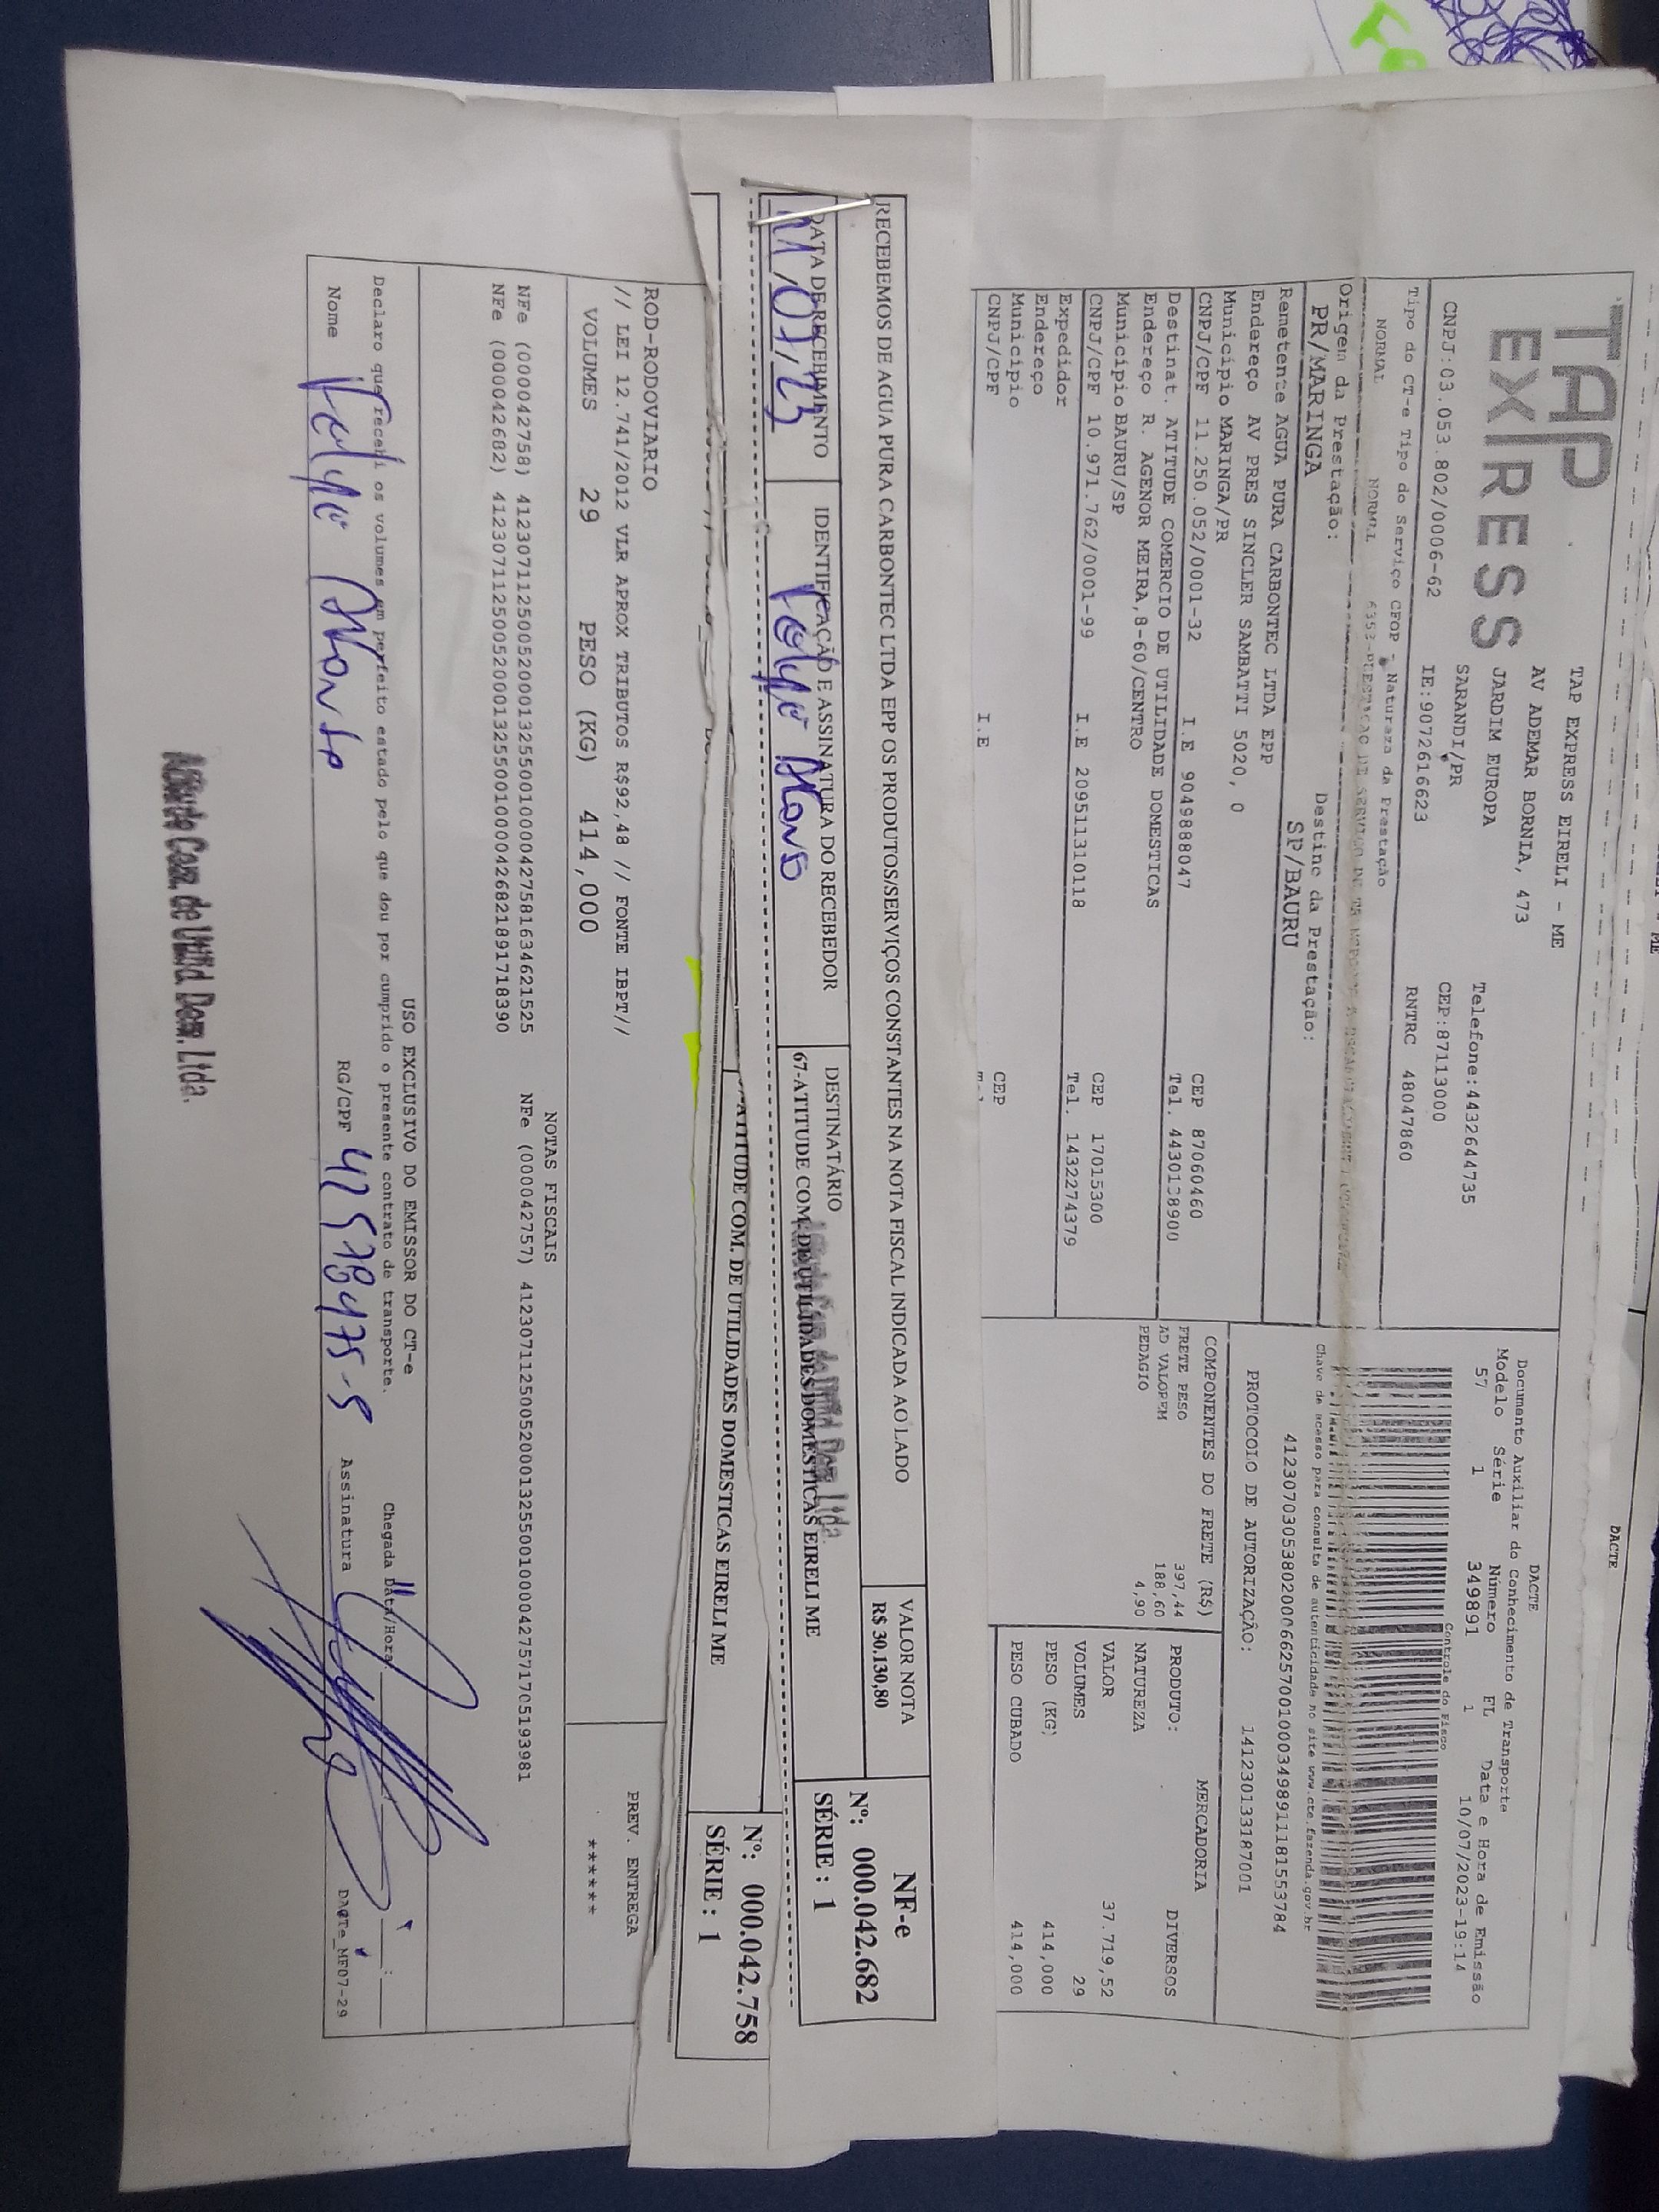 DACTE
TAP
EXPRESS
TAP EXPRESS EIRELI - ME
AV ADEMAR BORNIA, 473
JARDIM EUROPA
SARANDI/PR
Telefone:4432644735
CEP:87113000
CNPJ:03.053.802/0006-62
IE:9072616623
RNTRC 48047860
DACTE
Documento Auxiliar do Conhecimento de Transporte
Modelo Série Número FL Data e Hora de Emissão
57 1 349891 1 10/07/2023-19:14
Controle do Fisco
Tipo do CT-e Tipo do Serviço CFOP - Natureza da Prestação
NORMAL NORMAL
Chave de acesso para consulta de autenticidade no site www.cte.fazenda.gov.br
41230703053802000662570010003498911181553784
PROTOCOLO DE AUTORIZAÇÃO: 141230133187001
Origem da Prestação: Destino da Prestação:
PR/MARINGA SP/BAURU
Remetente AGUA PURA CARBONTEC LTDA EPP
Endereço AV PRES SINCLER SAMBATTI 5020, 0
Município MARINGA/PR CEP 87060460
CNPJ/CPF 11.250.052/0001-32 I.E 9049888047
Destinat. ATITUDE COMERCIO DE UTILIDADE DOMESTICAS
Endereço R. AGENOR MEIRA,8-60/CENTRO
Municipio BAURU/SP CEP 17015300
CNPJ/CPF 10.971.762/0001-99 I.E 209511310118 Tel. 1432274379
Expedidor
Endereço
Municipio CEP
CNPJ/CPF I.E
COMPONENTES DO FRETE (R$)
FRETE PESO 397,44
AD VALOREM 188,60
PEDAGIO 4,90
MERCADORIA
PRODUTO: DIVERSOS
NATUREZA
VALOR 37.719,52
VOLUMES 29
PESO (KG) 414,000
PESO CUBADO 414,000
RECEBEMOS DE AGUA PURA CARBONTEC LTDA EPP OS PRODUTOS/SERVIÇOS CONSTANTES NA NOTA FISCAL INDICADA AO LADO
VALOR NOTA
R$ 30.130,80
NF-e
Nº: 000.042.682
SÉRIE : 1
DATA DE RECEBIMENTO
11/07/23
IDENTIFICAÇÃO E ASSINATURA DO RECEBEDOR
DESTINATÁRIO
67-ATITUDE COM. DE UTILIDADES DOMESTICAS EIRELI ME
ATITUDE COM. DE UTILIDADES DOMESTICAS EIRELI ME
Nº: 000.042.758
SÉRIE : 1
ROD-RODOVIARIO
// LEI 12.741/2012 VLR APROX TRIBUTOS R$92,48 // FONTE IBPT//
PREV. ENTREGA
******
VOLUMES 29 PESO (KG) 414,000
NOTAS FISCAIS
NFe (000042758) 41230711250052000132550010000427581634621525
NFe (000042757) 41230711250052000132550010000427571705193981
NFe (000042682) 41230711250052000132550010000426821891718390
USO EXCLUSIVO DO EMISSOR DO CT-e
Declaro que recebi os volumes em perfeito estado pelo que dou por cumprido o presente contrato de transporte.
Chegada Data/Hora
Nome
RG/CPF
Assinatura
DACTE_MF07-29